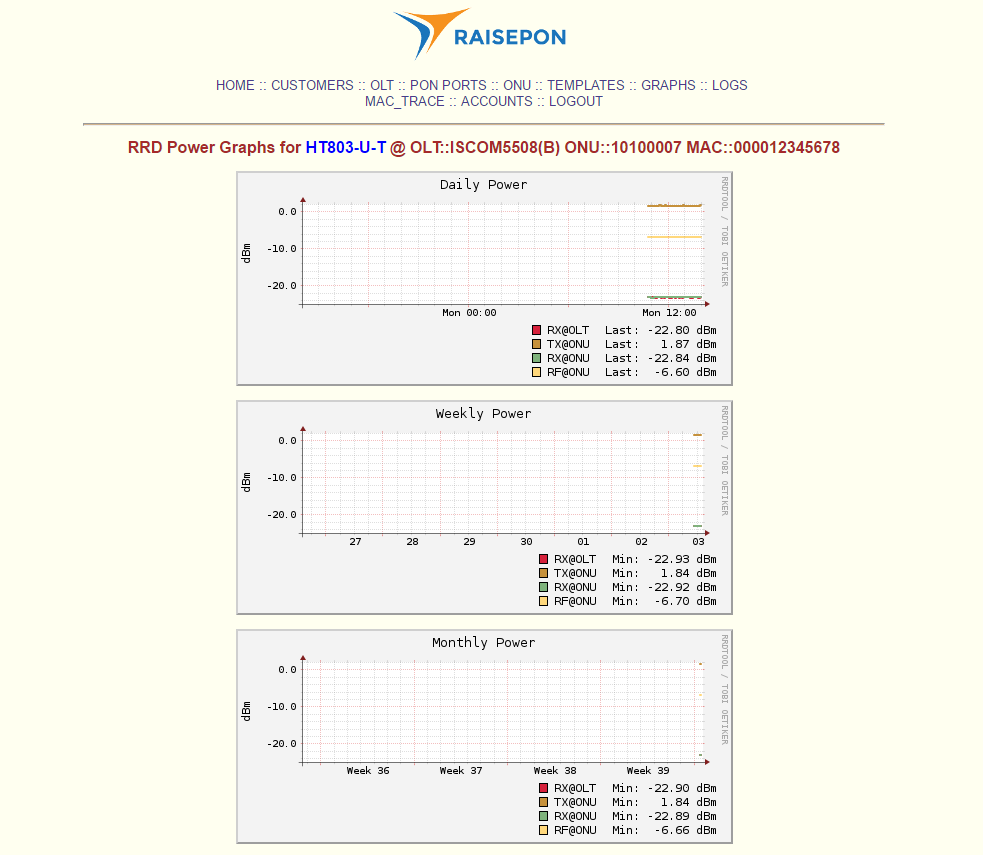 RAISEPON
HOME :: CUSTOMERS :: OLT :: PON PORTS :: ONU :: TEMPLATES :: GRAPHS :: LOGS
MAC_TRACE :: ACCOUNTS :: LOGOUT
RRD Power Graphs for HT803-U-T @ OLT::ISCOM5508(B) ONU::10100007 MAC::000012345678
Daily Power
RRDTOOL / TOBI OETIKER
dBm
0.0
-10.0
-20.0
Mon 00:00 Mon 12:00
RX@OLT Last: -22.80 dBm
TX@ONU Last: 1.87 dBm
RX@ONU Last: -22.84 dBm
RF@ONU Last: -6.60 dBm
Weekly Power
RRDTOOL / TOBI OETIKER
dBm
0.0
-10.0
-20.0
27 28 29 30 01 02 03
RX@OLT Min: -22.93 dBm
TX@ONU Min: 1.84 dBm
RX@ONU Min: -22.92 dBm
RF@ONU Min: -6.70 dBm
Monthly Power
RRDTOOL / TOBI OETIKER
dBm
0.0
-10.0
-20.0
Week 36 Week 37 Week 38 Week 39
RX@OLT Min: -22.90 dBm
TX@ONU Min: 1.84 dBm
RX@ONU Min: -22.89 dBm
RF@ONU Min: -6.66 dBm